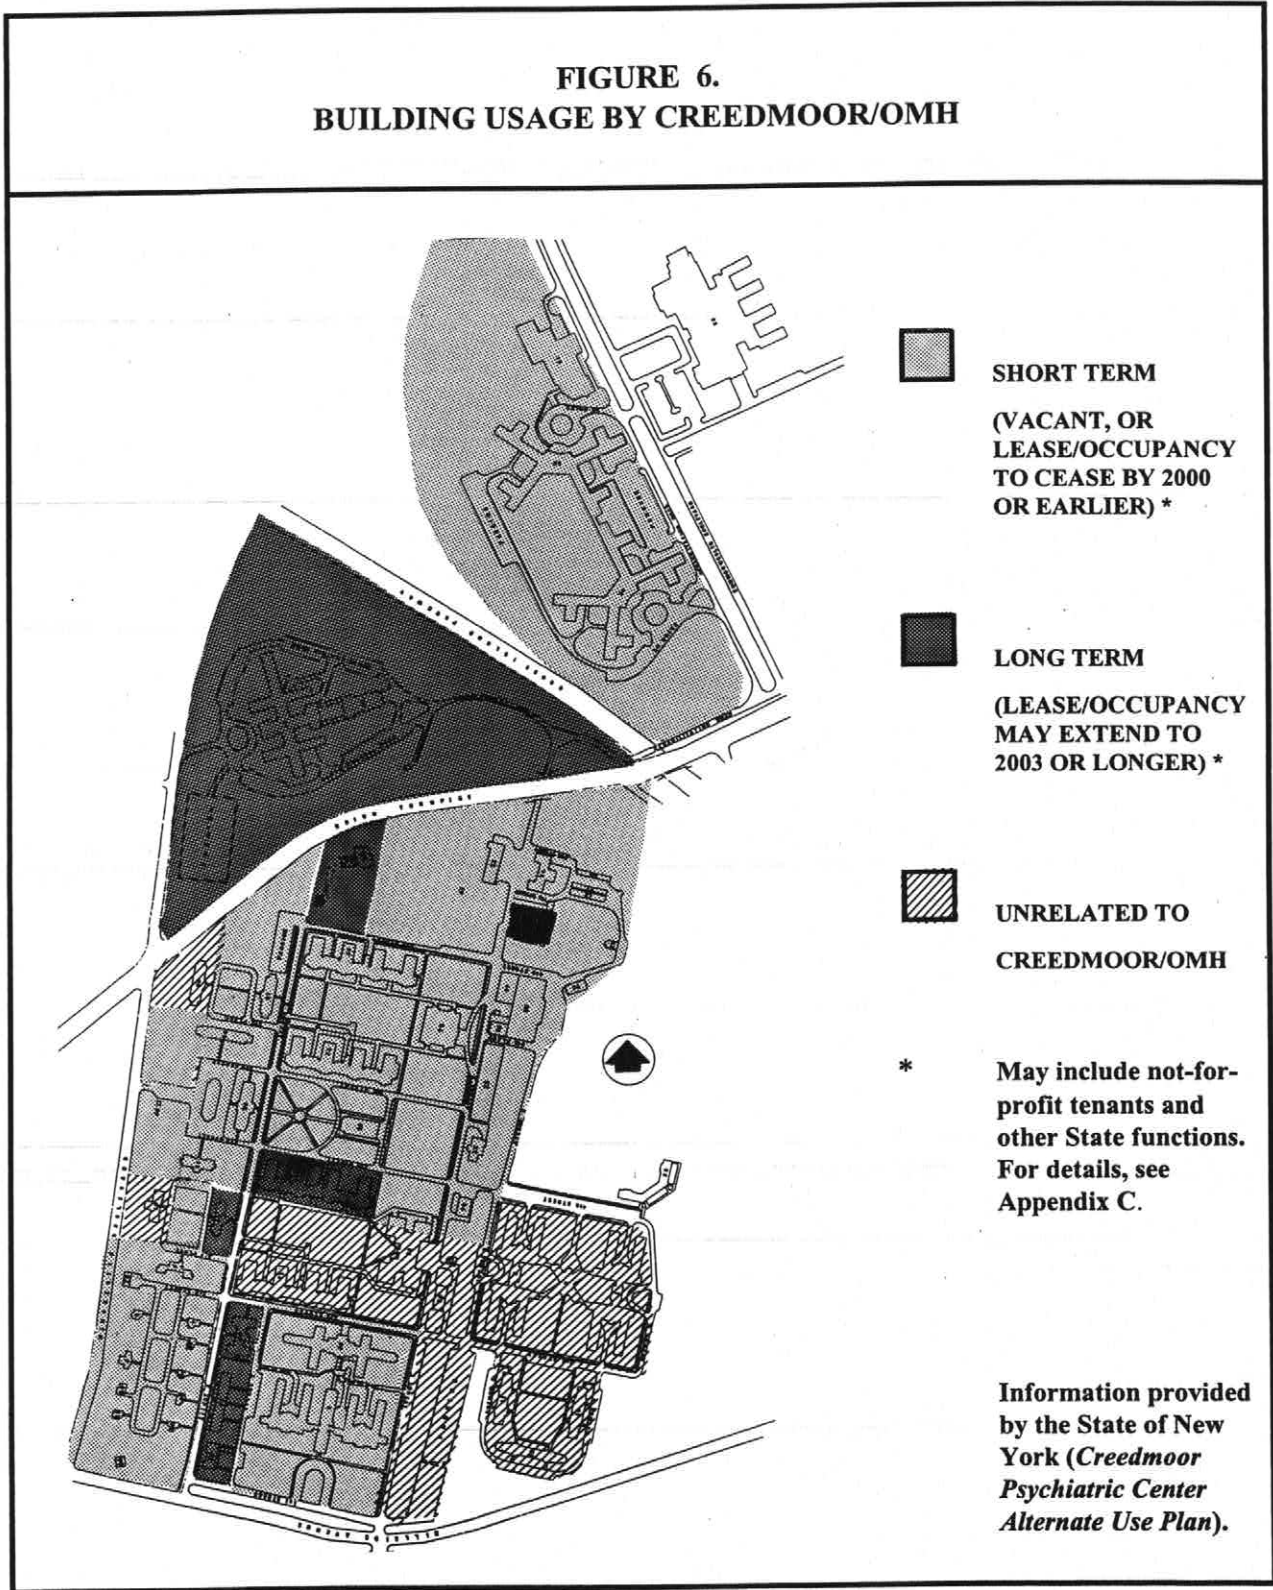 FIGURE 6.
BUILDING USAGE BY CREEDMOOR/OMH
SHORT TERM
(VACANT, OR
LEASE/OCCUPANCY
TO CEASE BY 2000
OR EARLIER) *
LONG TERM
(LEASE/OCCUPANCY
MAY EXTEND TO
2003 OR LONGER) *
UNRELATED TO
CREEDMOOR/OMH
* May include not-for-
profit tenants and
other State functions.
For details, see
Appendix C.
Information provided
by the State of New
York (Creedmoor
Psychiatric Center
Alternate Use Plan).
UNION TURNPIKE